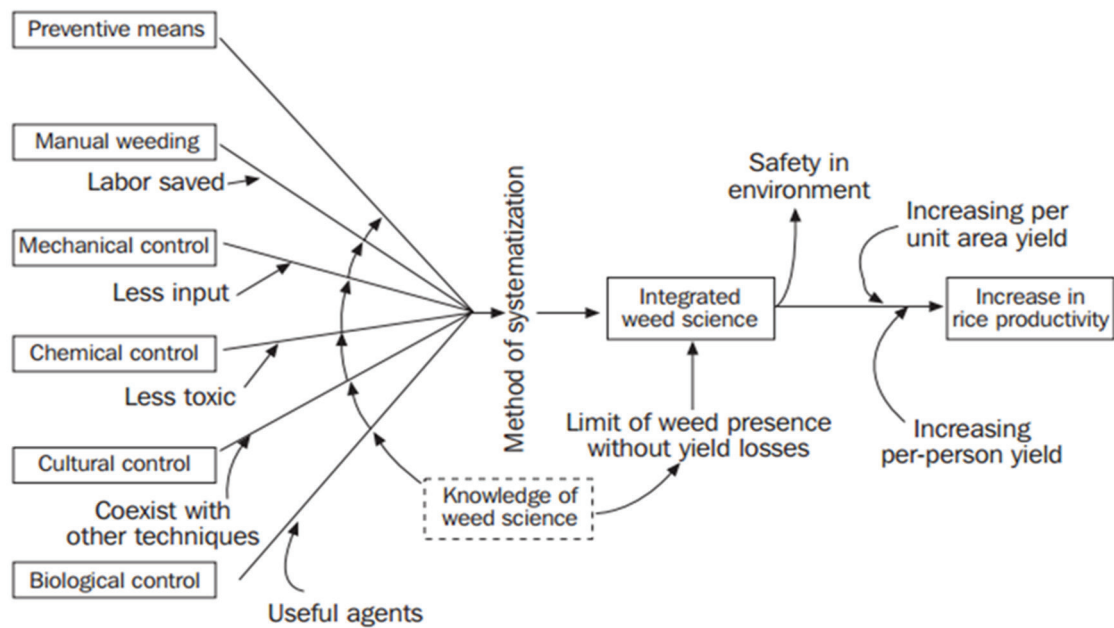 Preventive means
Manual weeding
Labor saved
Mechanical control
Less input
Chemical control
Less toxic
Cultural control
Coexist with
other techniques
Biological control
Useful agents
Method of systematization
Knowledge of
weed science
Integrated
weed science
Limit of weed presence
without yield losses
Safety in
environment
Increasing per
unit area yield
Increasing
per-person yield
Increase in
rice productivity